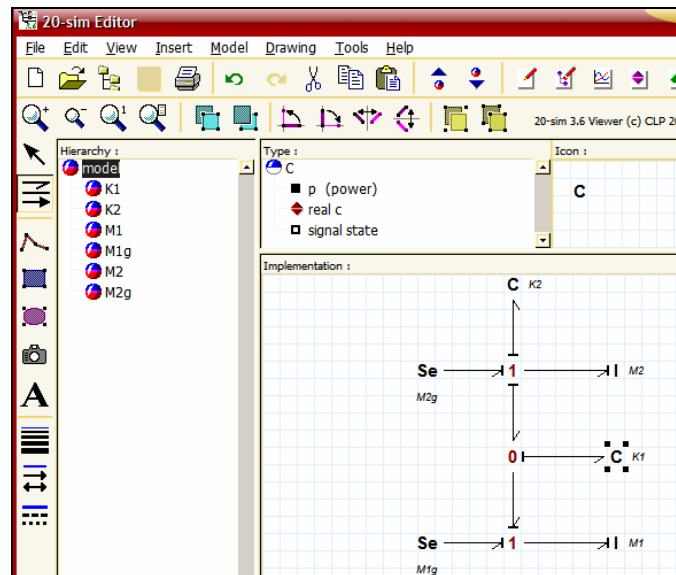 20-sim Editor
File Edit View Insert Model Drawing Tools Help
20-sim 3.6 Viewer (c) CLP 20
Hierarchy :
model
K1
K2
M1
M1g
M2
M2g
Type :
C
p (power)
real c
signal state
Icon :
C
A
Implementation :
C K2
Se 1 I M2
M2g
0 C K1
Se 1 I M1
M1g